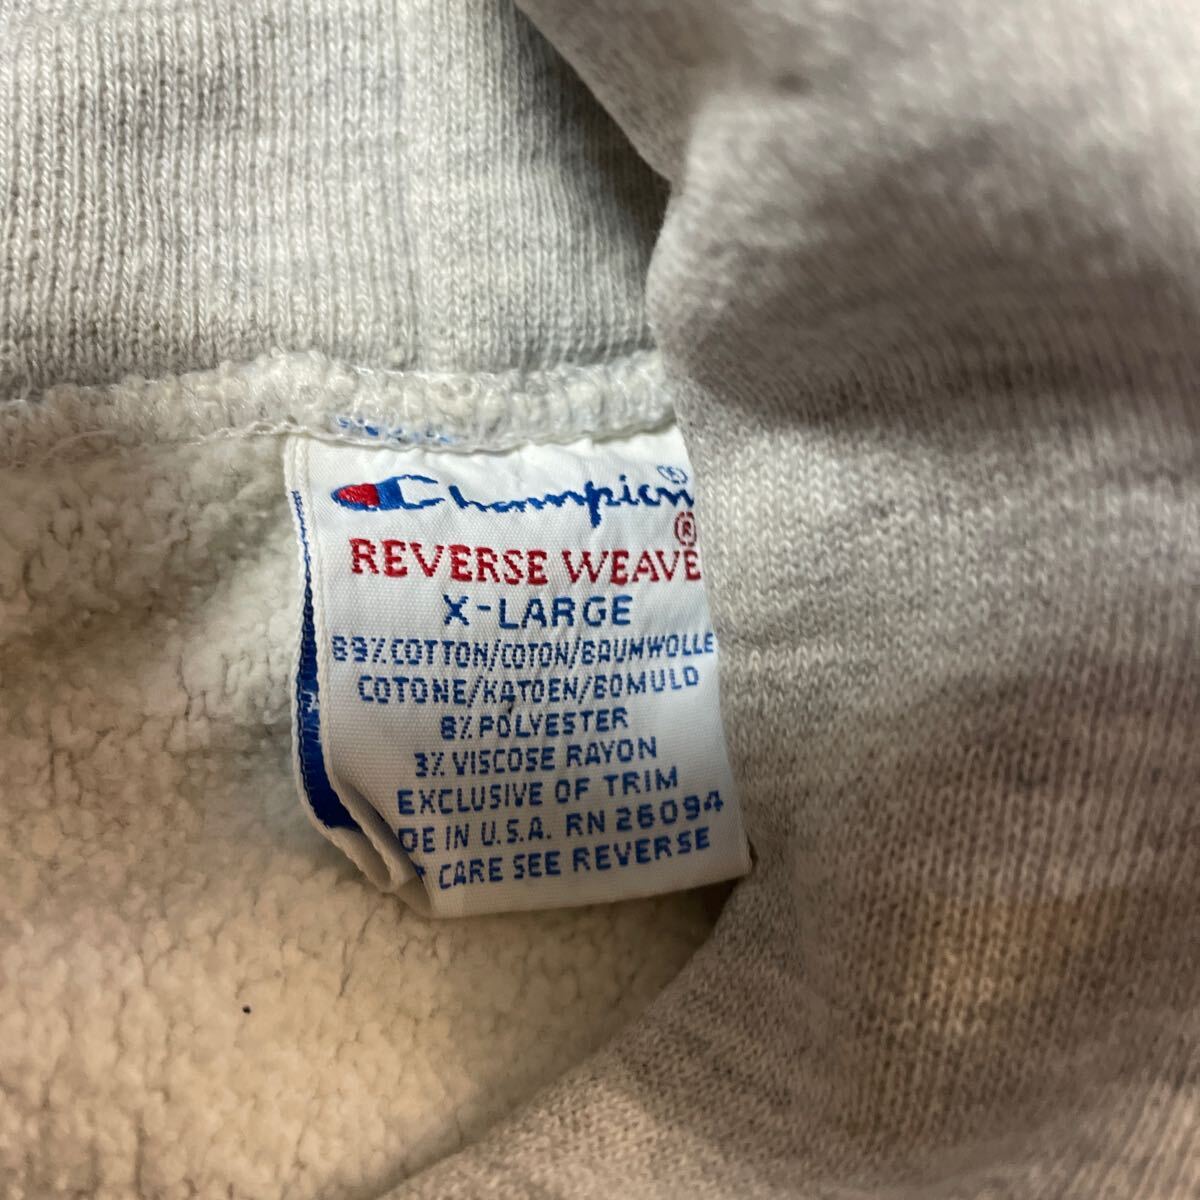 Champion®
REVERSE WEAVE®
X-LARGE
89% COTTON/COTON/BAUMWOLLE
COTONE/KATOEN/BOMULD
8% POLYESTER
3% VISCOSE RAYON
EXCLUSIVE OF TRIM
DE IN U.S.A. RN 26094
CARE SEE REVERSE